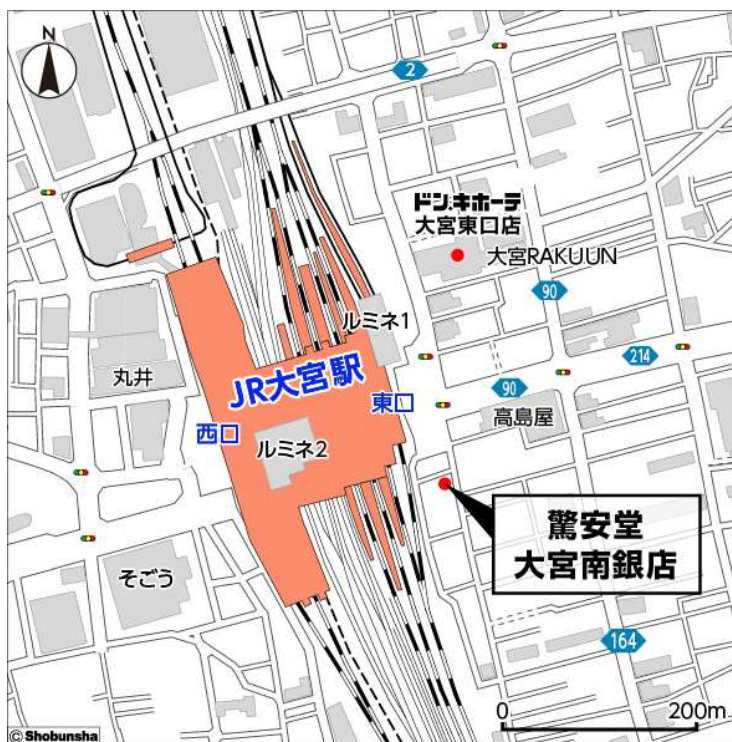 N
2
ドン.キホーテ
大宮東口店
大宮RAKUUN
90
ルミネ1
214
丸井
JR大宮駅
90
東口
高島屋
西口
ルミネ2
驚安堂
大宮南銀店
そごう
164
0 200m
© Shobunsha